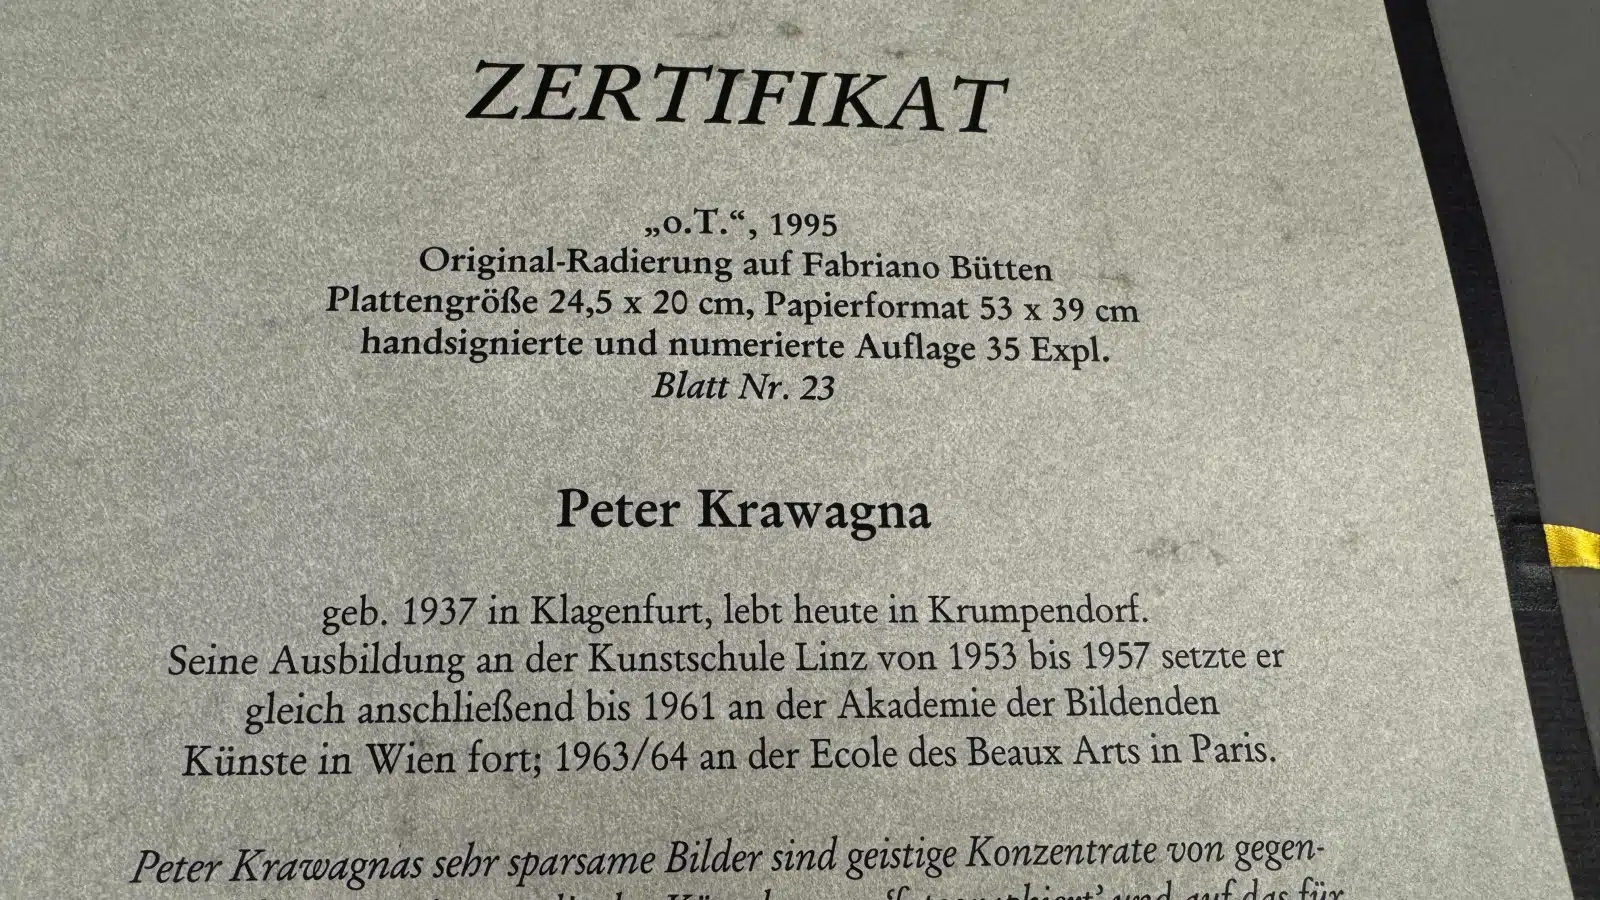 ZERTIFIKAT
„o.T.“, 1995
Original-Radierung auf Fabriano Bütten
Plattengröße 24,5 x 20 cm, Papierformat 53 x 39 cm
handsignierte und numerierte Auflage 35 Expl.
Blatt Nr. 23
Peter Krawagna
geb. 1937 in Klagenfurt, lebt heute in Krumpendorf.
Seine Ausbildung an der Kunstschule Linz von 1953 bis 1957 setzte er
gleich anschließend bis 1961 an der Akademie der Bildenden
Künste in Wien fort; 1963/64 an der Ecole des Beaux Arts in Paris.
Peter Krawagnas sehr sparsame Bilder sind geistige Konzentrate von gegen-
und auf das für